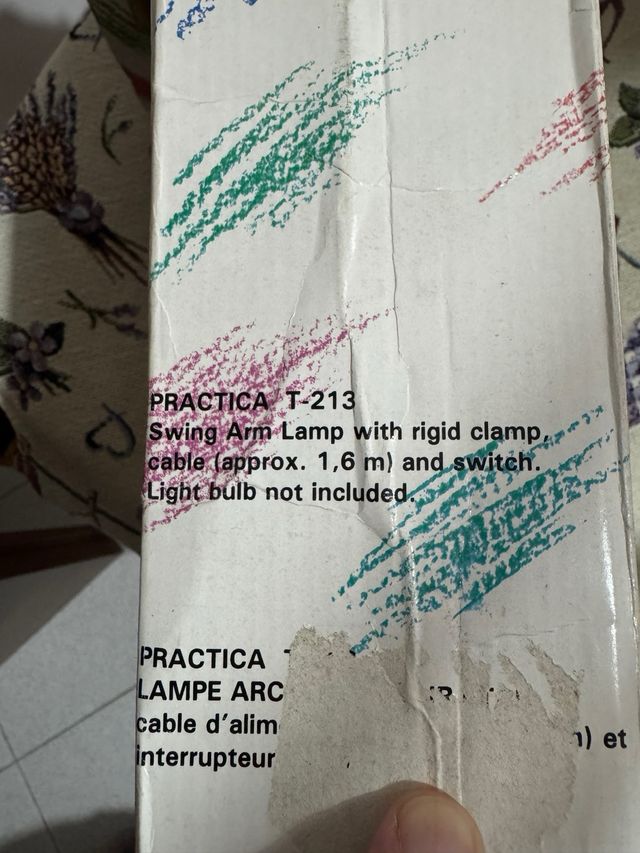 PRACTICA T-213
Swing Arm Lamp with rigid clamp,
cable (approx. 1,6 m) and switch.
Light bulb not included.
PRACTICA
LAMPE ARC
cable d'alim
) et
interrupteur